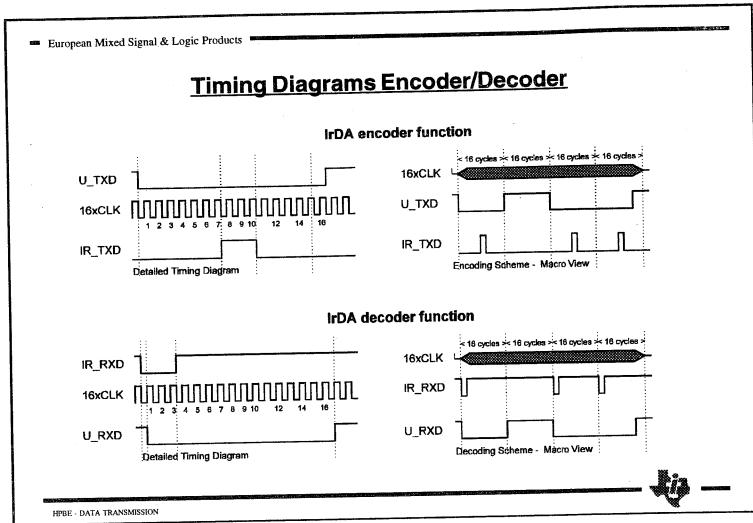 European Mixed Signal & Logic Products
Timing Diagrams Encoder/Decoder
IrDA encoder function
U_TXD
16xCLK
1 2 3 4 5 6 7 8 9 10 12 14 16
IR_TXD
Detailed Timing Diagram
< 16 cycles >< 16 cycles >< 16 cycles >< 16 cycles >
16xCLK
U_TXD
IR_TXD
Encoding Scheme - Macro View
IrDA decoder function
IR_RXD
16xCLK
1 2 3 4 5 6 7 8 9 10 12 14 16
U_RXD
Detailed Timing Diagram
< 16 cycles >< 16 cycles >< 16 cycles >< 16 cycles >
16xCLK
IR_RXD
U_RXD
Decoding Scheme - Macro View
HPBE - DATA TRANSMISSION